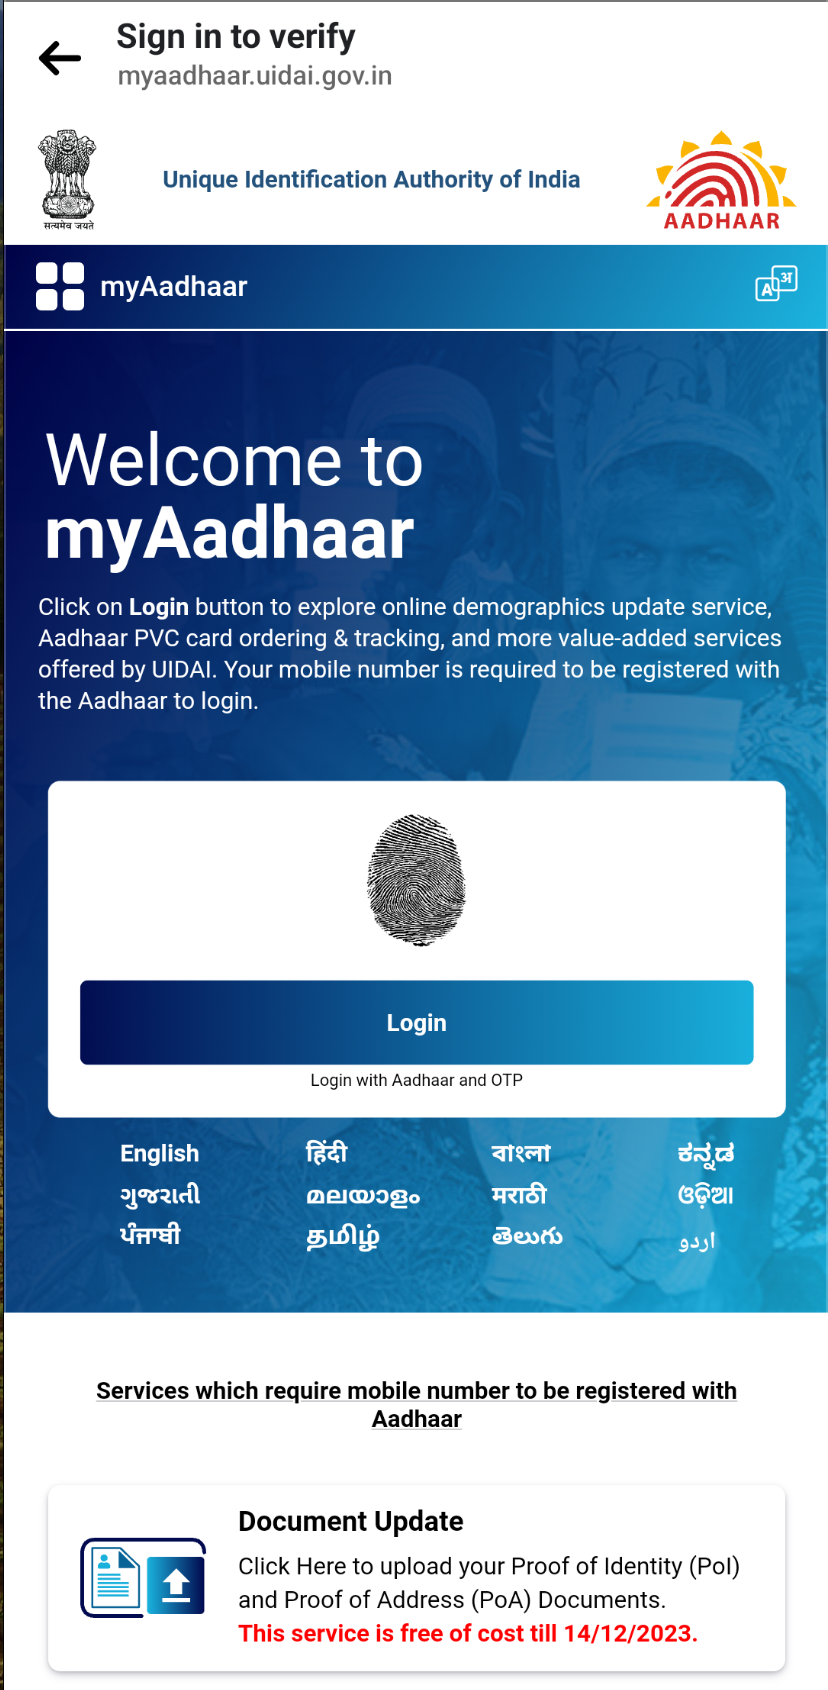 Sign in to verify
myaadhaar.uidai.gov.in
सत्यमेव जयते
Unique Identification Authority of India
AADHAAR
myAadhaar
A अ
Welcome to
myAadhaar
Click on Login button to explore online demographics update service,
Aadhaar PVC card ordering & tracking, and more value-added services
offered by UIDAI. Your mobile number is required to be registered with
the Aadhaar to login.
Login
Login with Aadhaar and OTP
English हिंदी বাংলা ಕನ್ನಡ
ગુજરાતી മലയാളം मराठी ଓଡ଼ିଆ
ਪੰਜਾਬੀ தமிழ் తెలుగు اردو
Services which require mobile number to be registered with
Aadhaar
Document Update
Click Here to upload your Proof of Identity (PoI)
and Proof of Address (PoA) Documents.
This service is free of cost till 14/12/2023.